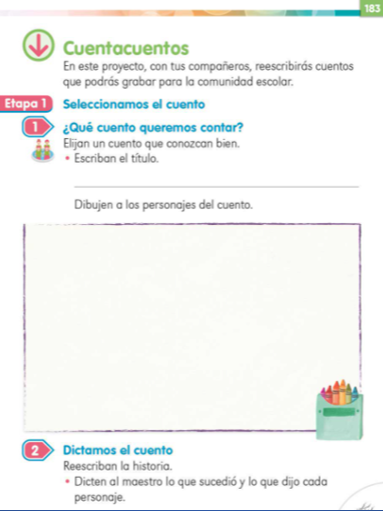 183
Cuentacuentos
En este proyecto, con tus compañeros, reescribirás cuentos
que podrás grabar para la comunidad escolar.
Etapa 1 Seleccionamos el cuento
1 ¿Qué cuento queremos contar?
Elijan un cuento que conozcan bien.
• Escriban el título.
Dibujen a los personajes del cuento.
2 Dictamos el cuento
Reescriban la historia.
• Dicten al maestro lo que sucedió y lo que dijo cada
personaje.